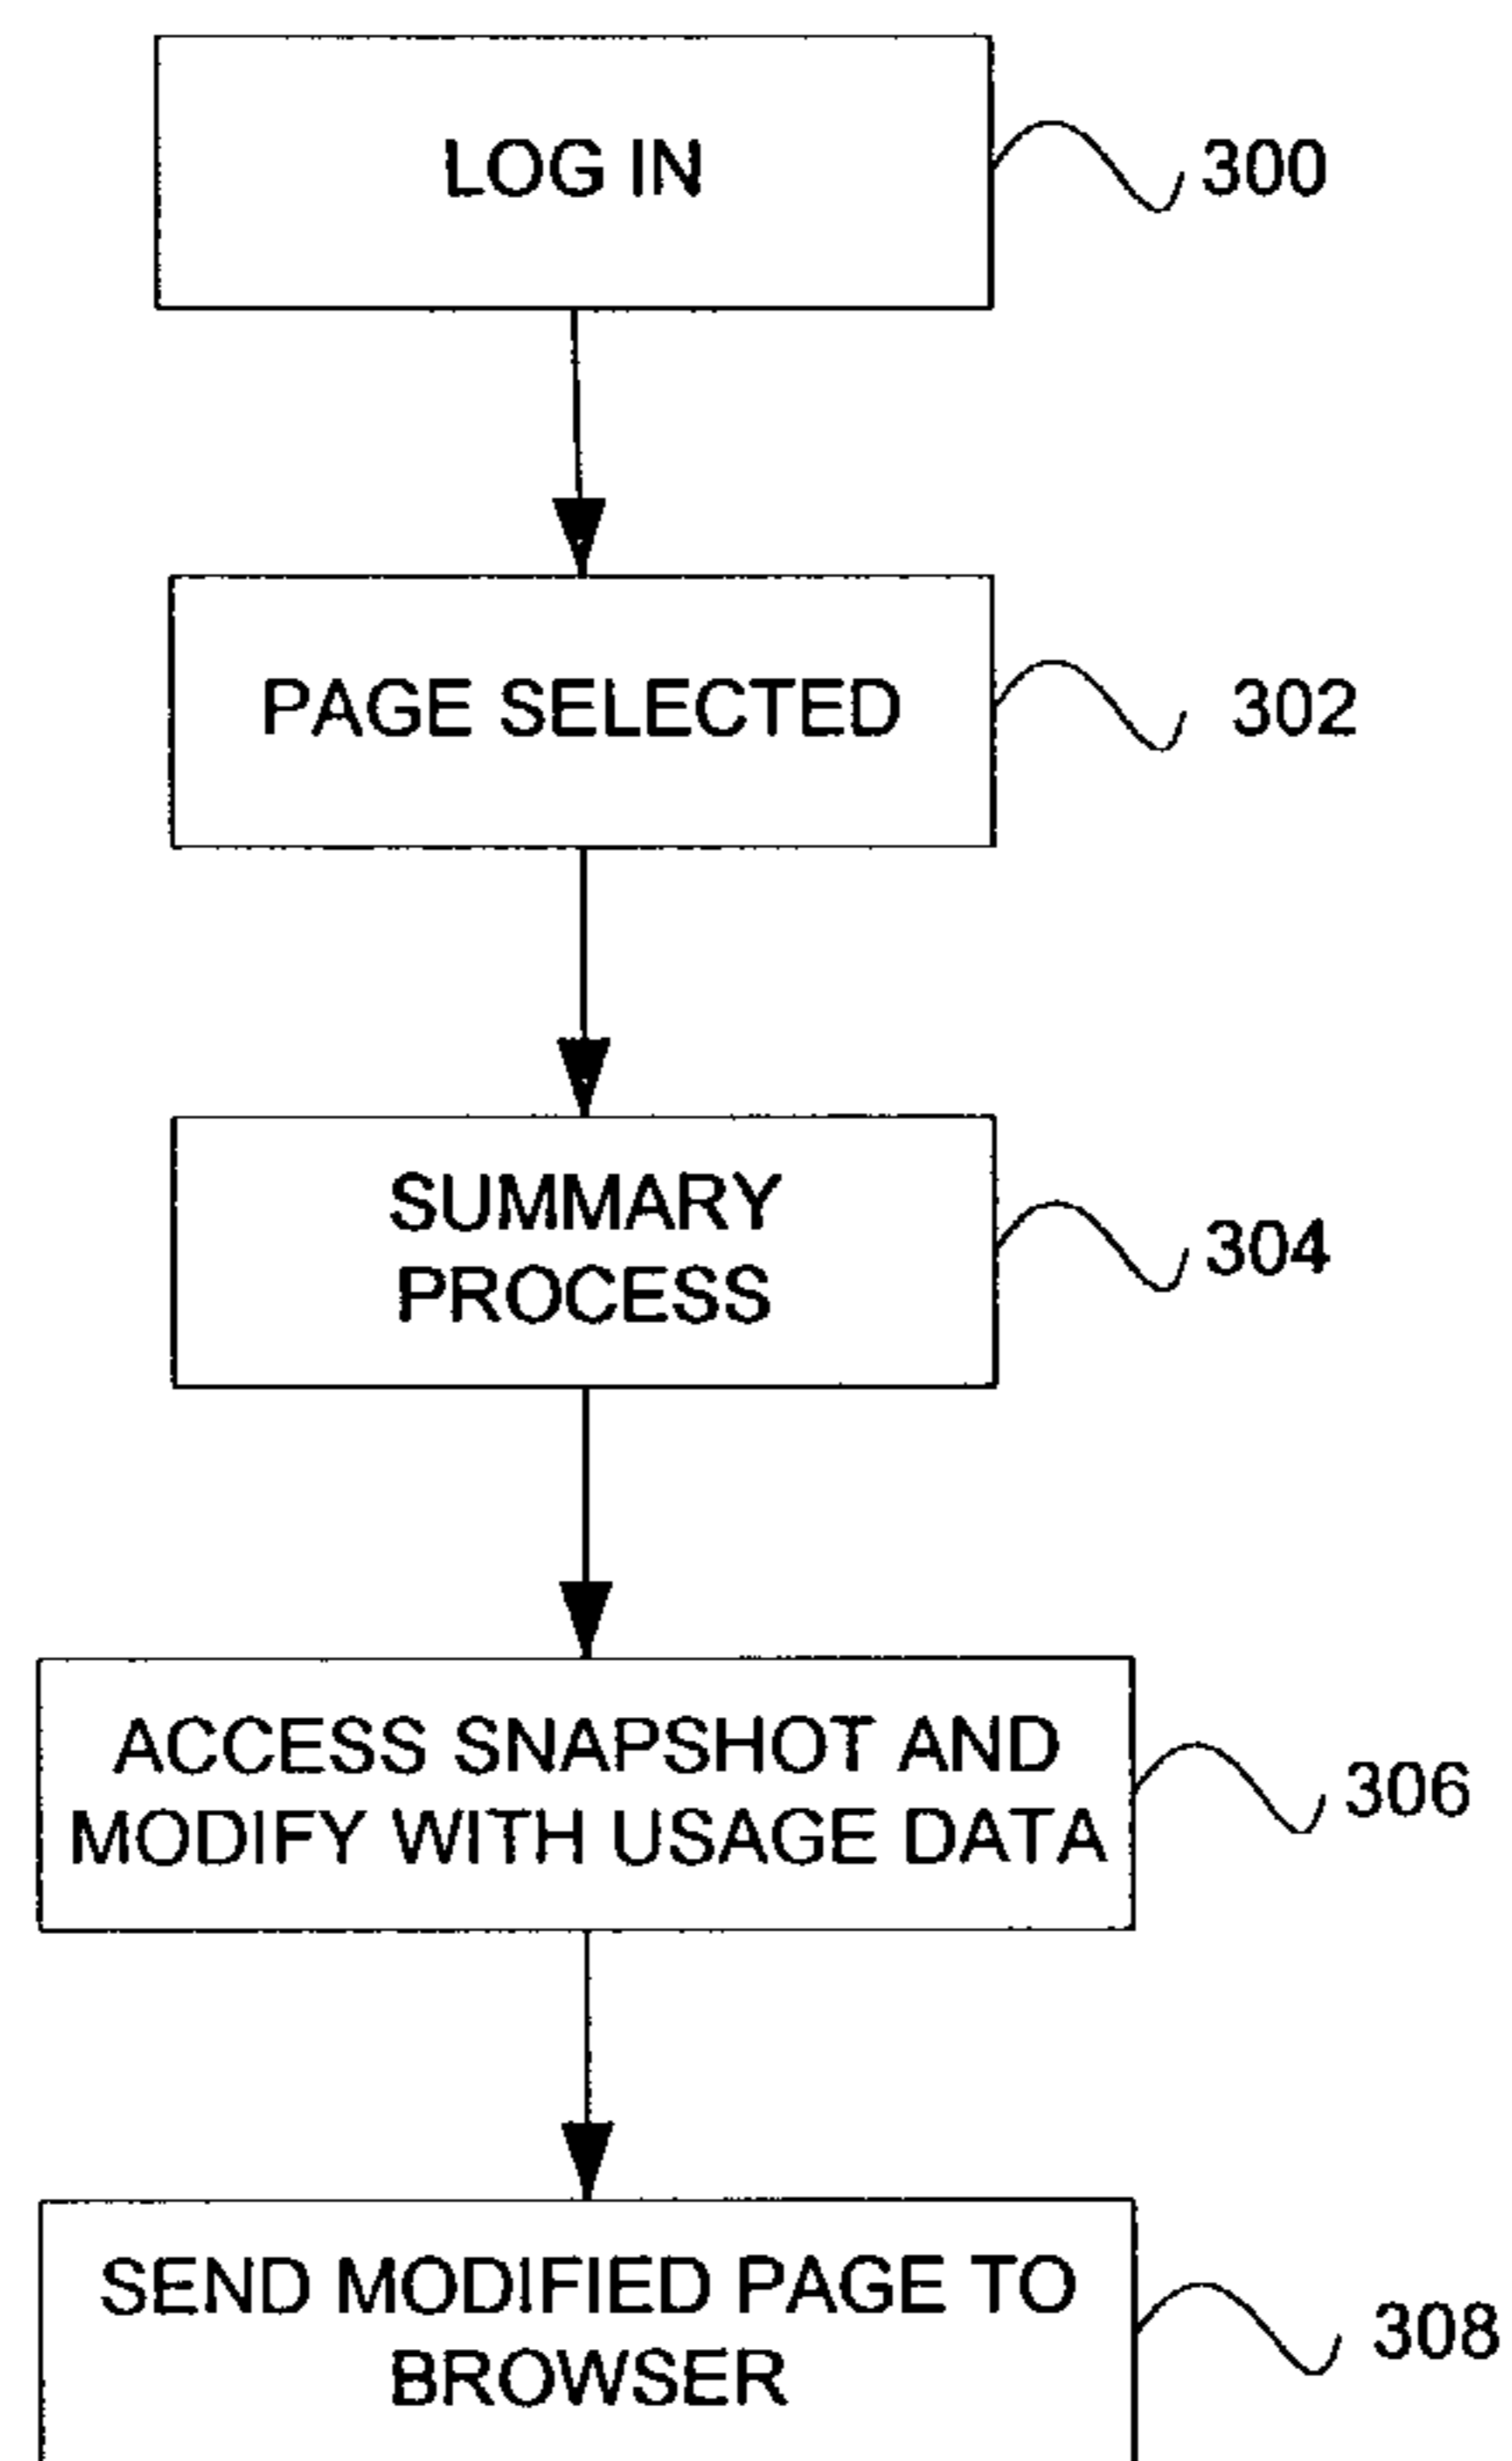 LOG IN
300
PAGE SELECTED
302
SUMMARY
PROCESS
304
ACCESS SNAPSHOT AND
MODIFY WITH USAGE DATA
306
SEND MODIFIED PAGE TO
BROWSER
308